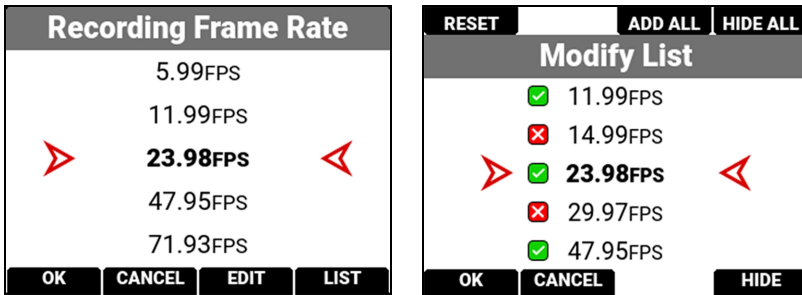 Recording Frame Rate
5.99FPS
11.99FPS
23.98FPS
47.95FPS
71.93FPS
OK CANCEL EDIT LIST
RESET ADD ALL HIDE ALL
Modify List
11.99FPS
14.99FPS
23.98FPS
29.97FPS
47.95FPS
OK CANCEL HIDE